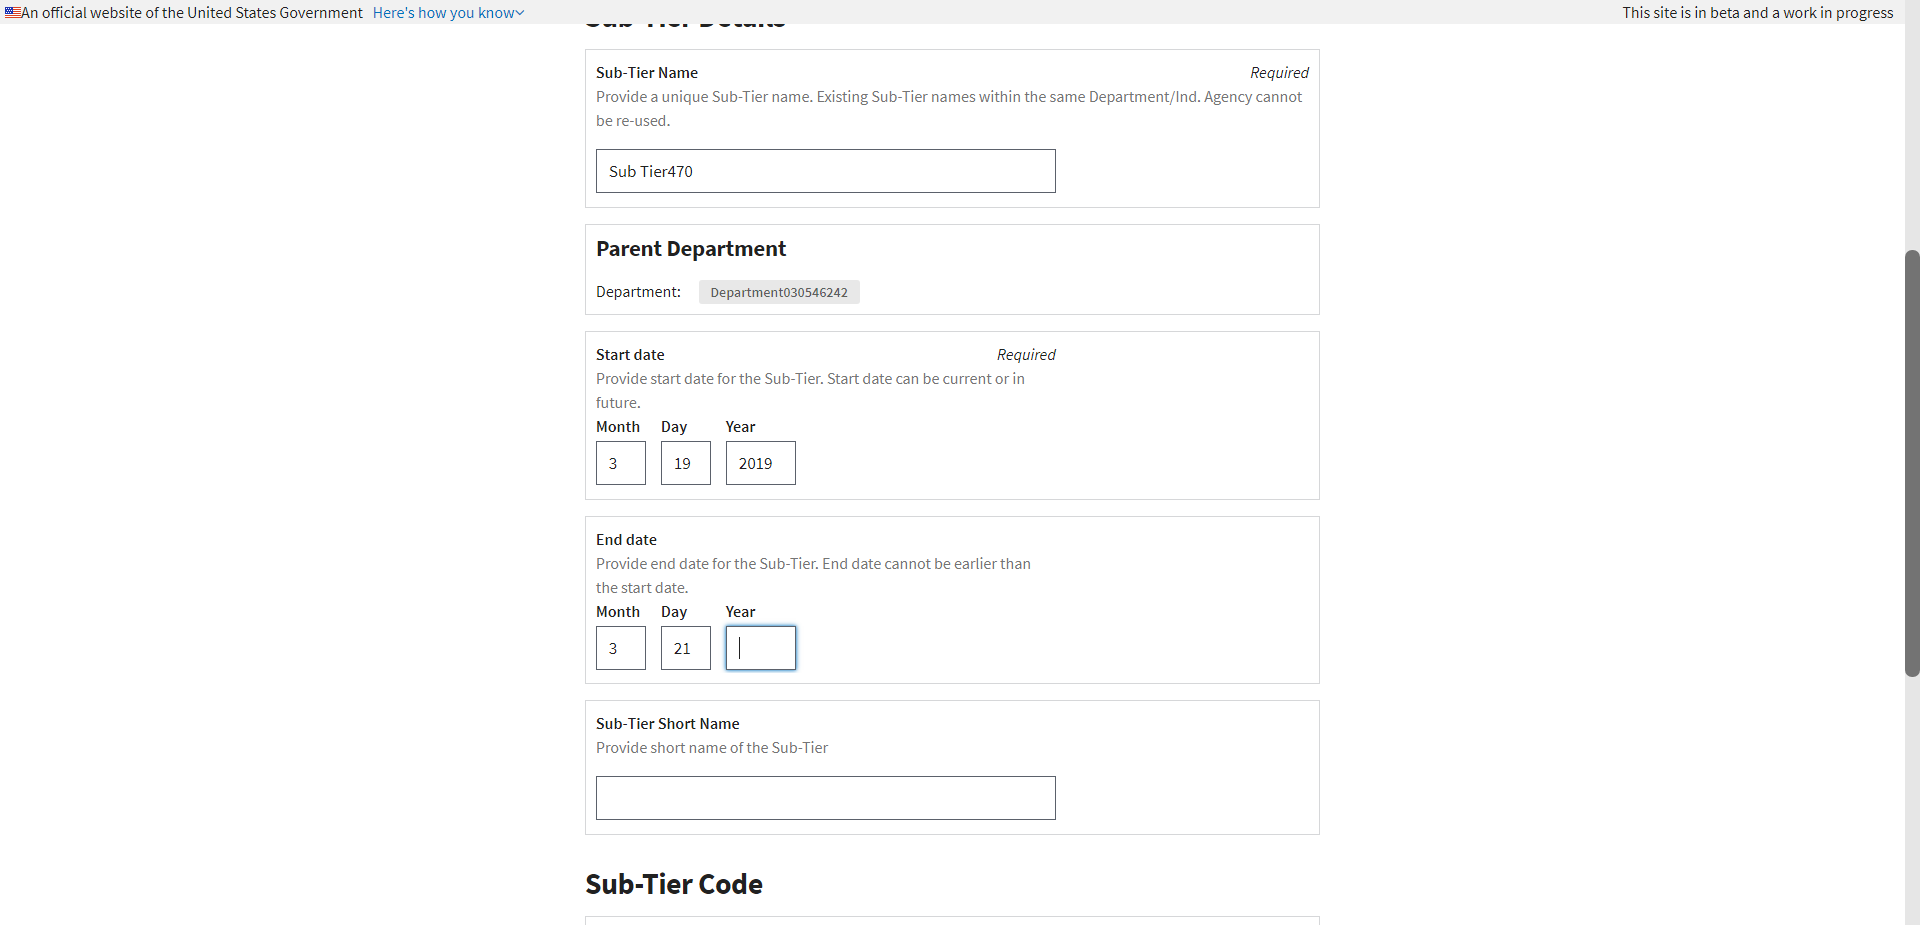 An official website of the United States Government Here's how you know
This site is in beta and a work in progress
Sub-Tier Details
Sub-Tier Name Required
Provide a unique Sub-Tier name. Existing Sub-Tier names within the same Department/Ind. Agency cannot
be re-used.
Sub Tier470
Parent Department
Department: Department030546242
Start date Required
Provide start date for the Sub-Tier. Start date can be current or in
future.
Month Day Year
3 19 2019
End date
Provide end date for the Sub-Tier. End date cannot be earlier than
the start date.
Month Day Year
3 21
Sub-Tier Short Name
Provide short name of the Sub-Tier
Sub-Tier Code